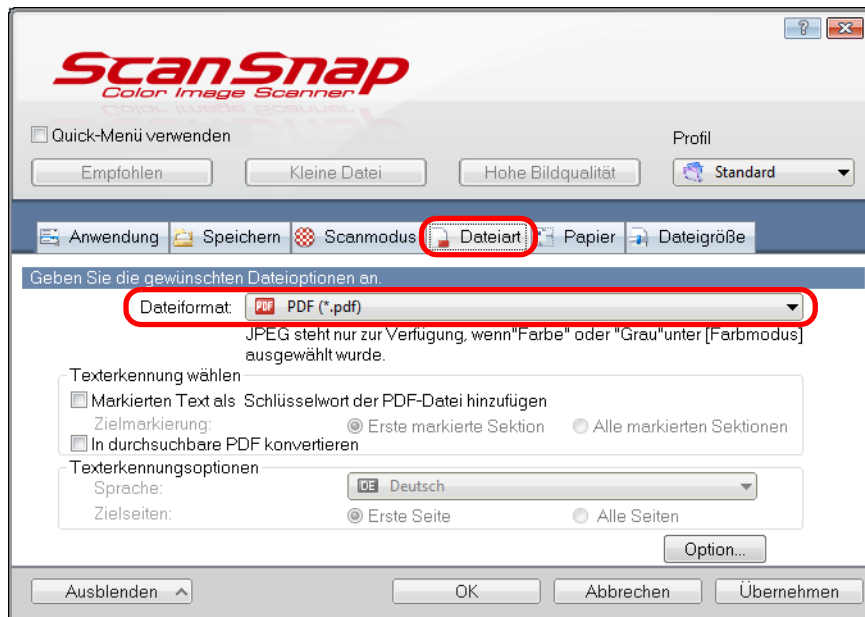 ScanSnap
Color Image Scanner
Quick-Menü verwenden
Profil
Empfohlen Kleine Datei Hohe Bildqualität Standard
Anwendung Speichern Scanmodus Dateiart Papier Dateigröße
Geben Sie die gewünschten Dateioptionen an.
Dateiformat: PDF PDF (*.pdf)
JPEG steht nur zur Verfügung, wenn"Farbe" oder "Grau"unter [Farbmodus]
ausgewählt wurde.
Texterkennung wählen
Markierten Text als Schlüsselwort der PDF-Datei hinzufügen
Zielmarkierung: Erste markierte Sektion Alle markierten Sektionen
In durchsuchbare PDF konvertieren
Texterkennungsoptionen
Sprache: DE Deutsch
Zielseiten: Erste Seite Alle Seiten
Option...
Ausblenden OK Abbrechen Übernehmen